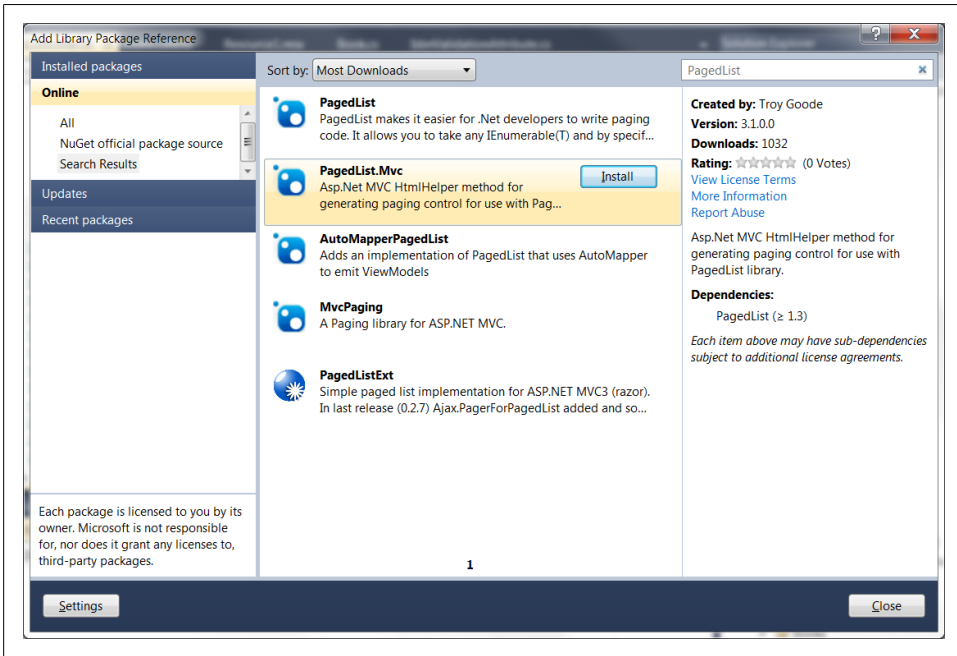 Add Library Package Reference
Installed packages
Online
All
NuGet official package source
Search Results
Updates
Recent packages
Each package is licensed to you by its
owner. Microsoft is not responsible
for, nor does it grant any licenses to,
third-party packages.
Sort by: Most Downloads
PagedList
PagedList makes it easier for .Net developers to write paging
code. It allows you to take any IEnumerable(T) and by specif...
PagedList.Mvc
Install
Asp.Net MVC HtmlHelper method for
generating paging control for use with Pag...
AutoMapperPagedList
Adds an implementation of PagedList that uses AutoMapper
to emit ViewModels
MvcPaging
A Paging library for ASP.NET MVC.
PagedListExt
Simple paged list implementation for ASP.NET MVC3 (razor).
In last release (0.2.7) Ajax.PagerForPagedList added and so...
1
PagedList
Created by: Troy Goode
Version: 3.1.0.0
Downloads: 1032
Rating: (0 Votes)
View License Terms
More Information
Report Abuse
Asp.Net MVC HtmlHelper method for
generating paging control for use with
PagedList library.
Dependencies:
PagedList (≥ 1.3)
Each item above may have sub-dependencies
subject to additional license agreements.
Settings
Close